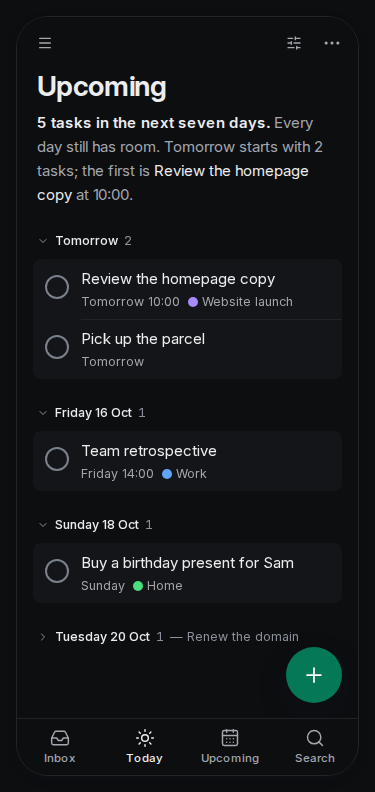 Upcoming
5 tasks in the next seven days. Every
day still has room. Tomorrow starts with 2
tasks; the first is Review the homepage
copy at 10:00.
Tomorrow 2
Review the homepage copy
Tomorrow 10:00 Website launch
Pick up the parcel
Tomorrow
Friday 16 Oct 1
Team retrospective
Friday 14:00 Work
Sunday 18 Oct 1
Buy a birthday present for Sam
Sunday Home
Tuesday 20 Oct 1 — Renew the domain
Inbox Today Upcoming Search